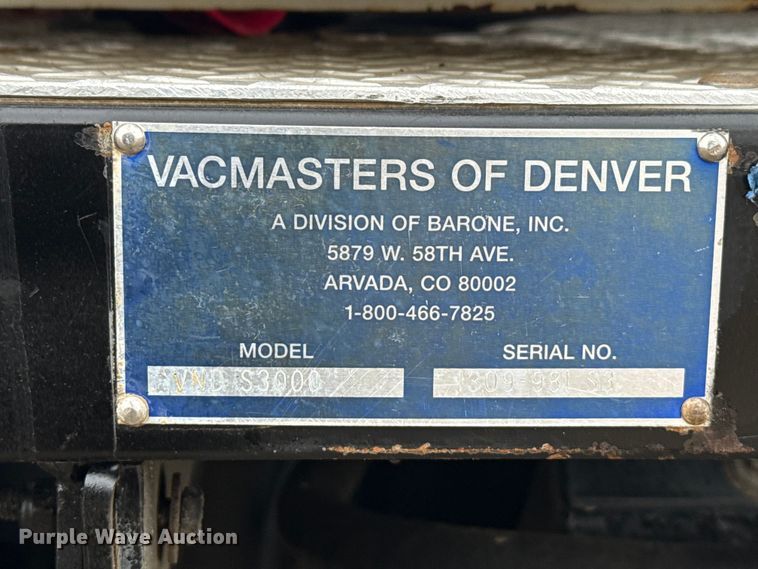 VACMASTERS OF DENVER
A DIVISION OF BARONE, INC.
5879 W. 58TH AVE.
ARVADA, CO 80002
1-800-466-7825
MODEL SERIAL NO.
S3000
Purple Wave Auction